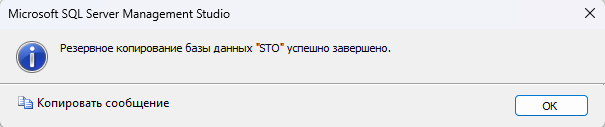 Microsoft SQL Server Management Studio
Резервное копирование базы данных "STO" успешно завершено.
Копировать сообщение
OK